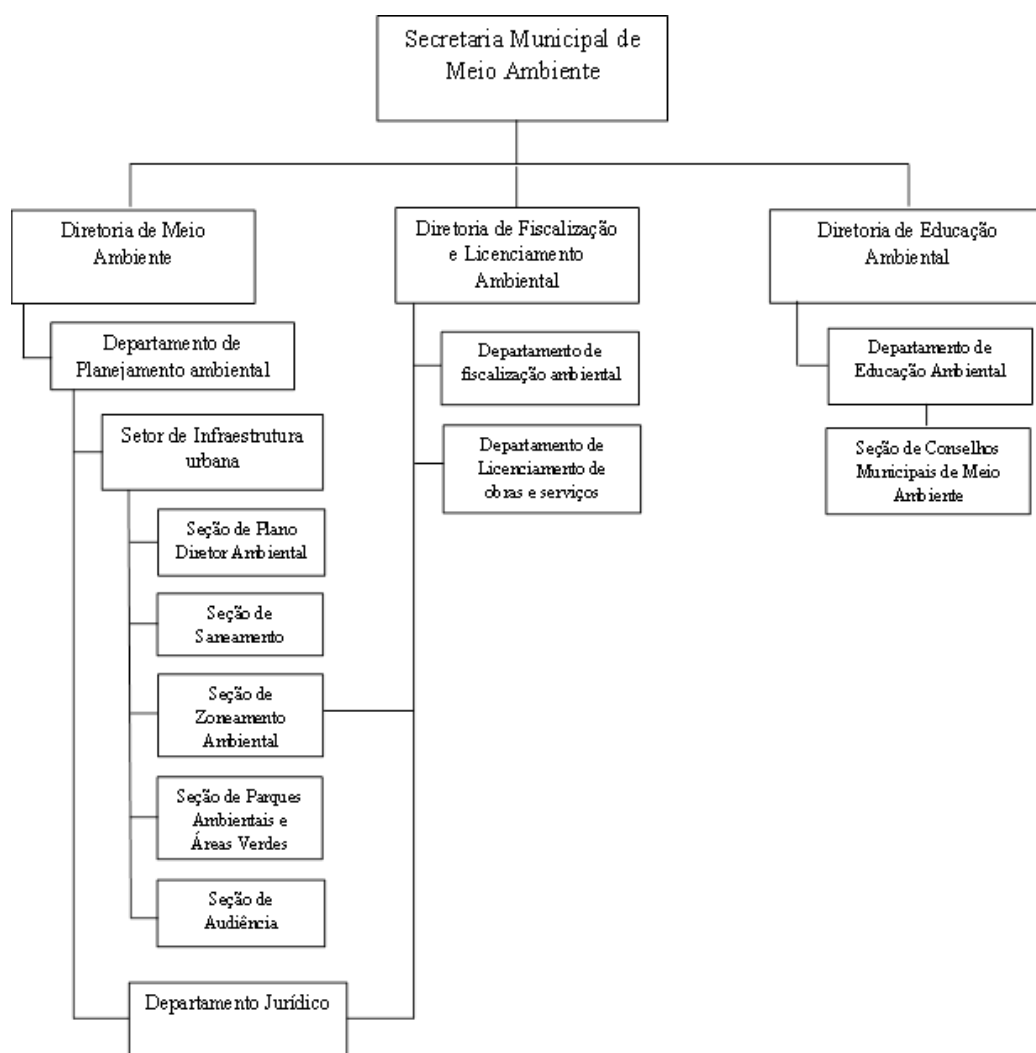 Secretaria Municipal de
Meio Ambiente
Diretoria de Meio
Ambiente
Diretoria de Fiscalização
e Licenciamento
Ambiental
Diretoria de Educação
Ambiental
Departamento de
Planejamento ambiental
Departamento de
fiscalização ambiental
Departamento de
Educação Ambiental
Setor de Infraestrutura
urbana
Departamento de
Licenciamento de
obras e serviços
Seção de Conselhos
Municipais de Meio
Ambiente
Seção de Plano
Diretor Ambiental
Seção de
Saneamento
Seção de
Zoneamento
Ambiental
Seção de Parques
Ambientais e
Áreas Verdes
Seção de
Audiência
Departamento Jurídico